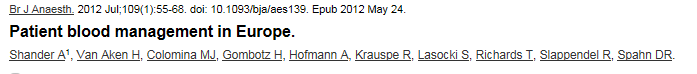 Br J Anaesth. 2012 Jul;109(1):55-68. doi: 10.1093/bja/aes139. Epub 2012 May 24.
Patient blood management in Europe.
Shander A1, Van Aken H, Colomina MJ, Gombotz H, Hofmann A, Krauspe R, Lasocki S, Richards T, Slappendel R, Spahn DR.